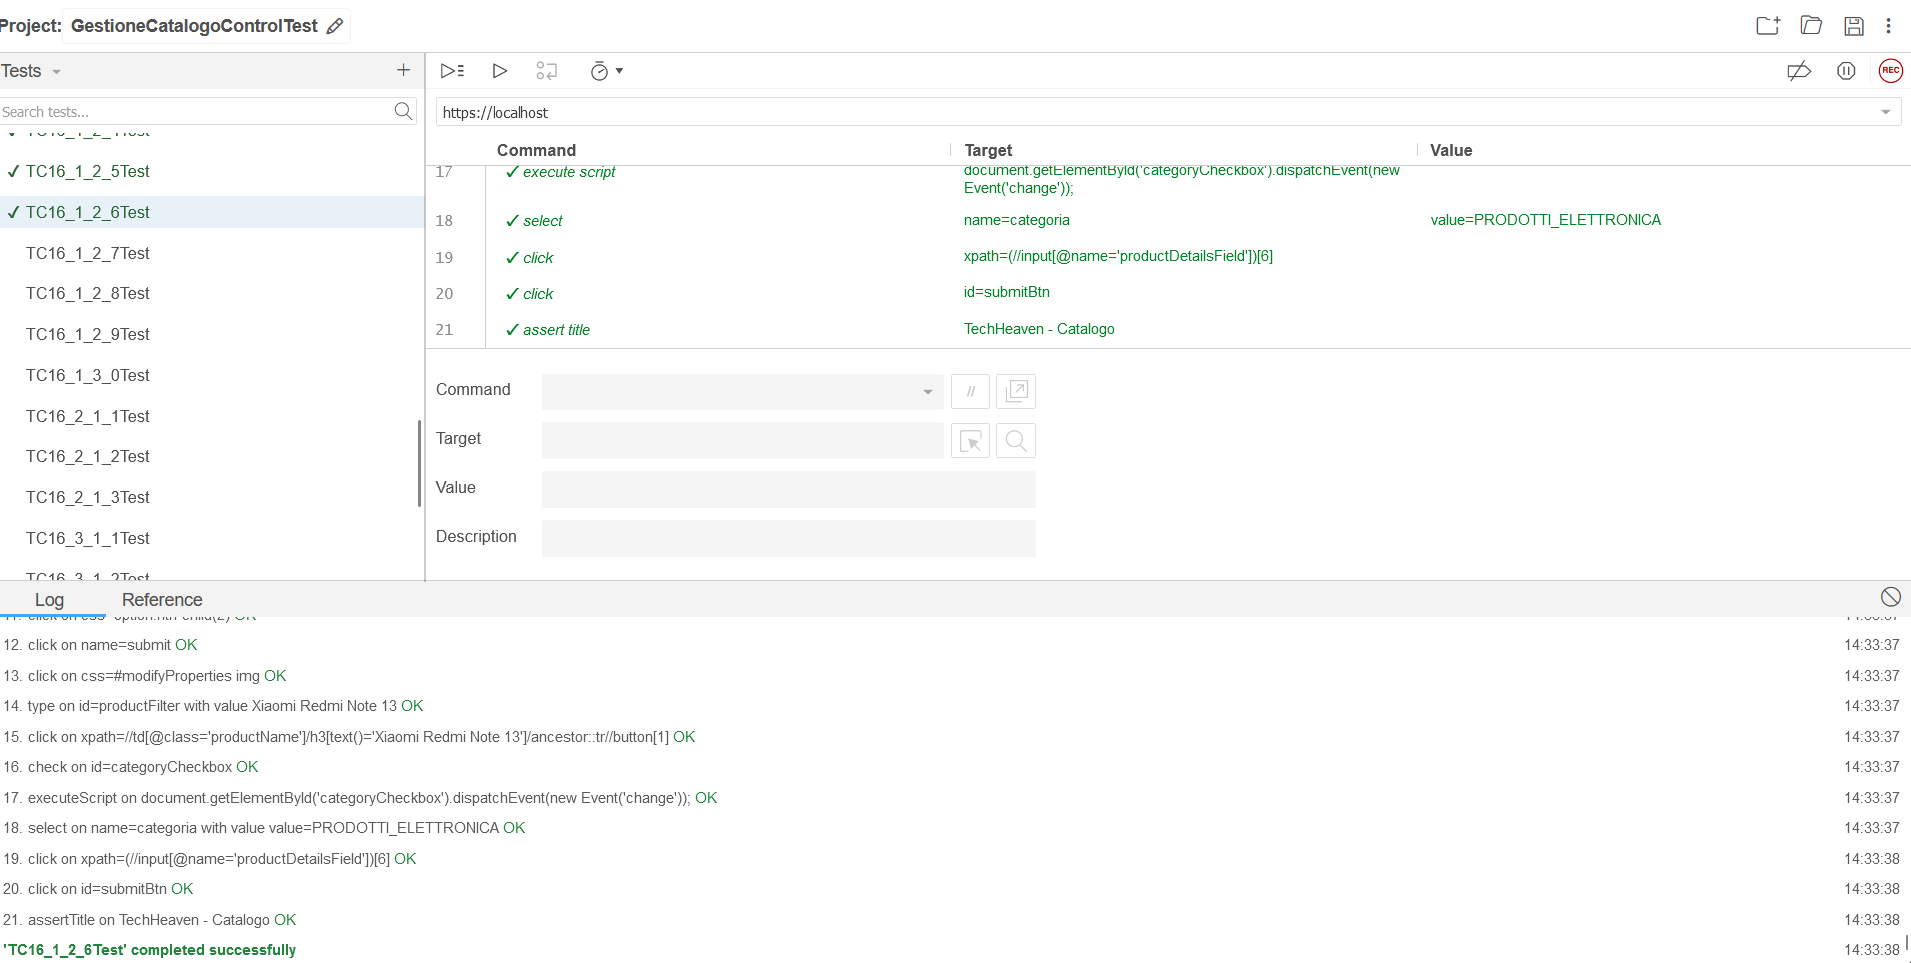 Project: GestioneCatalogoControlTest
REC
Tests
Search tests...
https://localhost
TC16_1_2_5Test
TC16_1_2_6Test
TC16_1_2_7Test
TC16_1_2_8Test
TC16_1_2_9Test
TC16_1_3_0Test
TC16_2_1_1Test
TC16_2_1_2Test
TC16_2_1_3Test
TC16_3_1_1Test
TC16_3_1_2Test
Command Target Value
17 ✓ execute script document.getElementById('categoryCheckbox').dispatchEvent(new
Event('change'));
18 ✓ select name=categoria value=PRODOTTI_ELETTRONICA
19 ✓ click xpath=(//input[@name='productDetailsField'])[6]
20 ✓ click id=submitBtn
21 ✓ assert title TechHeaven - Catalogo
Command //
Target
Value
Description
Log Reference
12. click on name=submit OK 14:33:37
13. click on css=#modifyProperties img OK 14:33:37
14. type on id=productFilter with value Xiaomi Redmi Note 13 OK 14:33:37
15. click on xpath=//td[@class='productName']/h3[text()='Xiaomi Redmi Note 13']/ancestor::tr//button[1] OK 14:33:37
16. check on id=categoryCheckbox OK 14:33:37
17. executeScript on document.getElementById('categoryCheckbox').dispatchEvent(new Event('change')); OK 14:33:37
18. select on name=categoria with value value=PRODOTTI_ELETTRONICA OK 14:33:37
19. click on xpath=(//input[@name='productDetailsField'])[6] OK 14:33:38
20. click on id=submitBtn OK 14:33:38
21. assertTitle on TechHeaven - Catalogo OK 14:33:38
'TC16_1_2_6Test' completed successfully 14:33:38